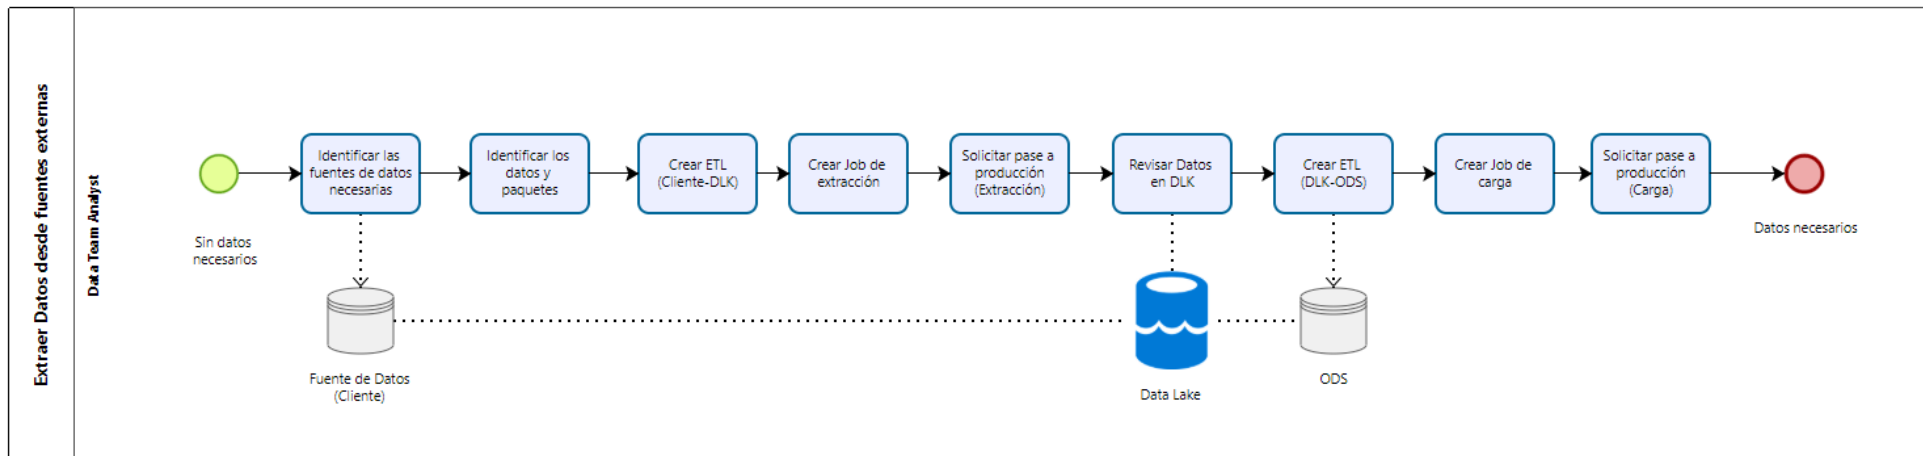 Extraer Datos desde fuentes externas
Data Team Analyst
Sin datos
necesarios
Identificar las
fuentes de datos
necesarias
Identificar los
datos y
paquetes
Crear ETL
(Cliente-DLK)
Crear Job de
extracción
Solicitar pase a
producción
(Extracción)
Revisar Datos
en DLK
Crear ETL
(DLK-ODS)
Crear Job de
carga
Solicitar pase a
producción
(Carga)
Datos necesarios
Fuente de Datos
(Cliente)
Data Lake
ODS